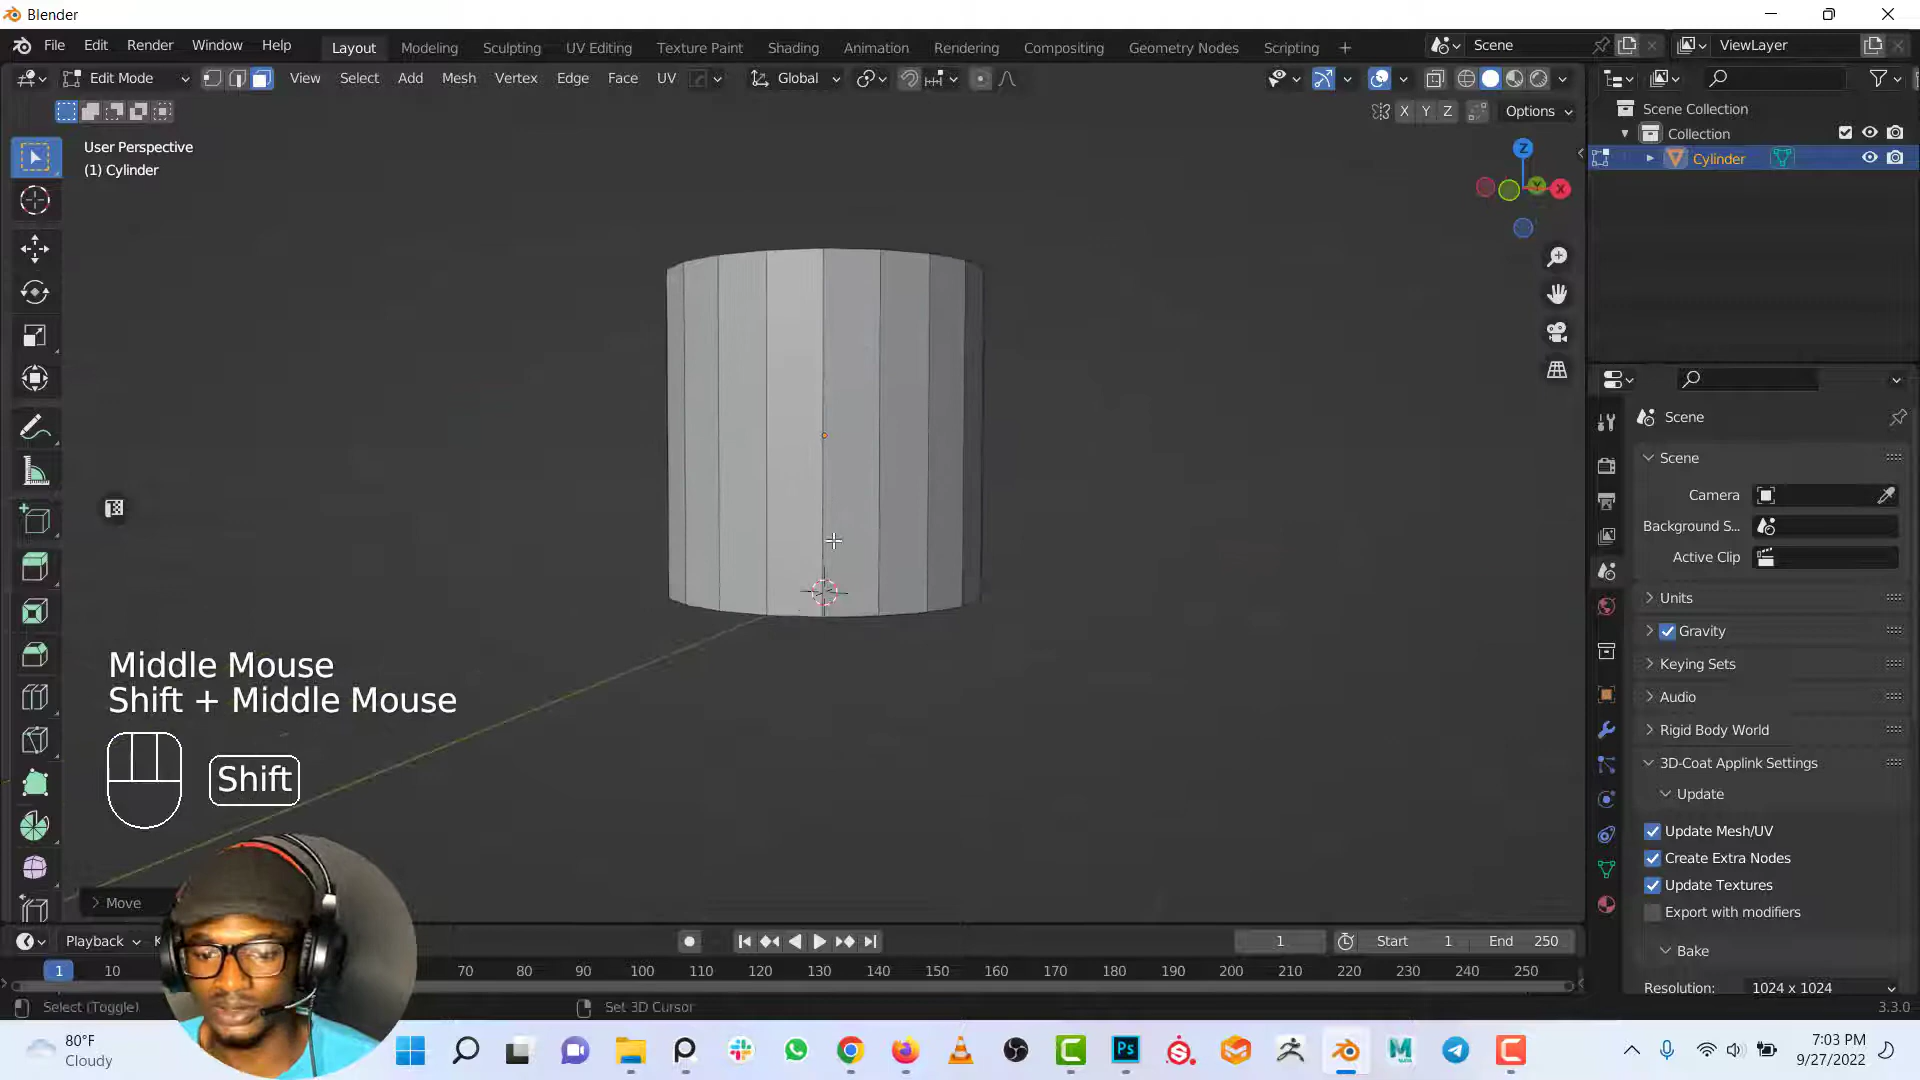 Blender
File Edit Render Window Help Layout Modeling Sculpting UV Editing Texture Paint Shading Animation Rendering Compositing Geometry Nodes Scripting + Scene ViewLayer
Edit Mode View Select Add Mesh Vertex Edge Face UV Global
X Y Z Options
User Perspective
(1) Cylinder
Z
Y
X
Scene Collection
Collection
Cylinder
Scene
Scene
Camera
Background S...
Active Clip
Units
Gravity
Keying Sets
Audio
Rigid Body World
3D-Coat Applink Settings
Update
Update Mesh/UV
Create Extra Nodes
Update Textures
Export with modifiers
Bake
Resolution: 1024 x 1024
Middle Mouse
Shift + Middle Mouse
Shift
Move
Playback K 1 Start 1 End 250
1 10 70 80 90 100 110 120 130 140 150 160 170 180 190 200 210 220 230 240 250
Select (Toggle) Set 3D Cursor 3.3.0
80°F
Cloudy
Ps
7:03 PM
9/27/2022